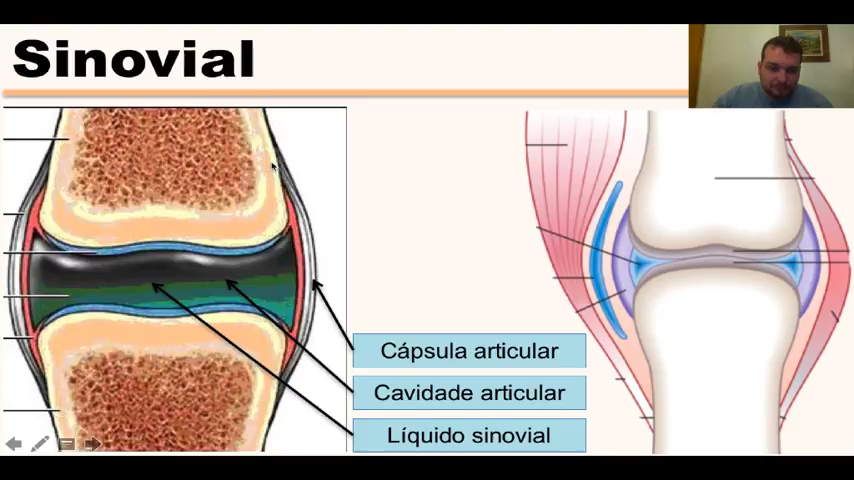 Sinovial
Cápsula articular
Cavidade articular
Líquido sinovial